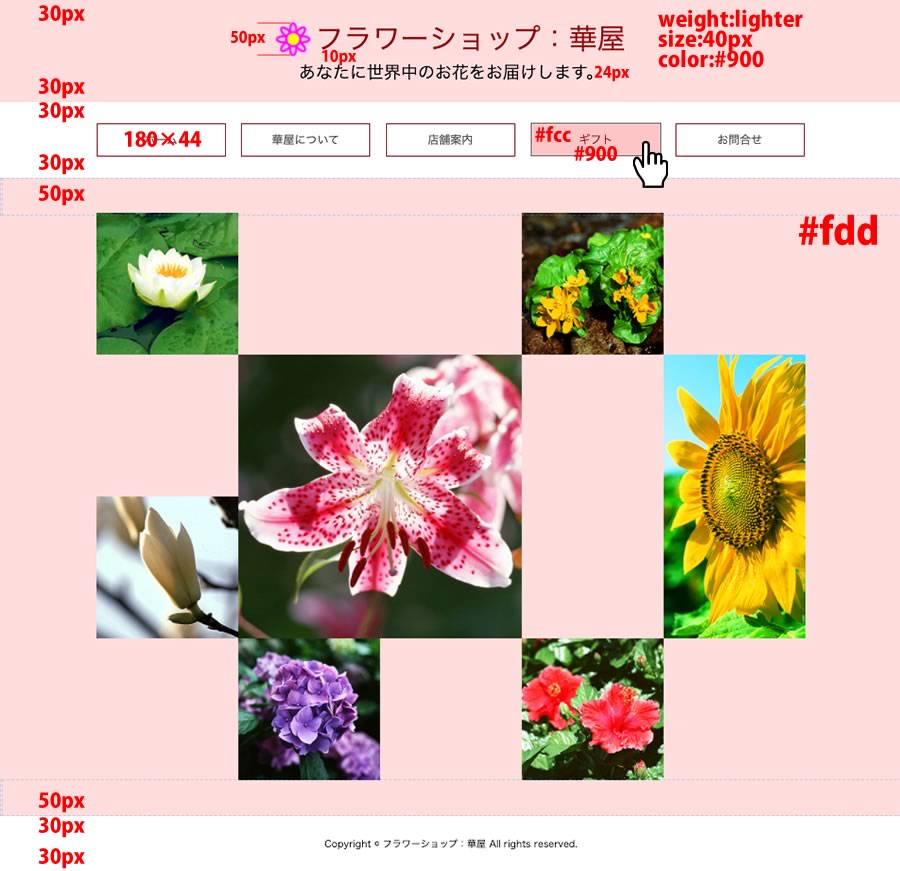 30px
weight:lighter
50px フラワーショップ：華屋
size:40px
10px
color:#900
あなたに世界中のお花をお届けします。24px
30px
30px
180×44
華屋について
店舗案内
#fcc ギフト
#900
お問合せ
30px
50px
#fdd
50px
30px
Copyright © フラワーショップ：華屋 All rights reserved.
30px